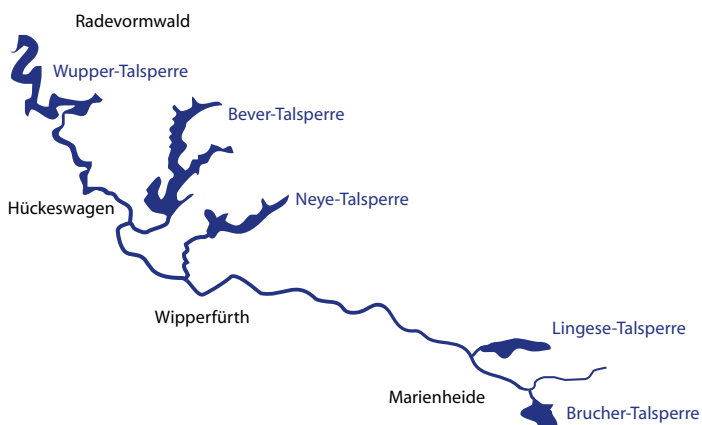 Radevormwald
Wupper-Talsperre
Bever-Talsperre
Neye-Talsperre
Hückeswagen
Wipperfürth
Lingese-Talsperre
Marienheide
Brucher-Talsperre